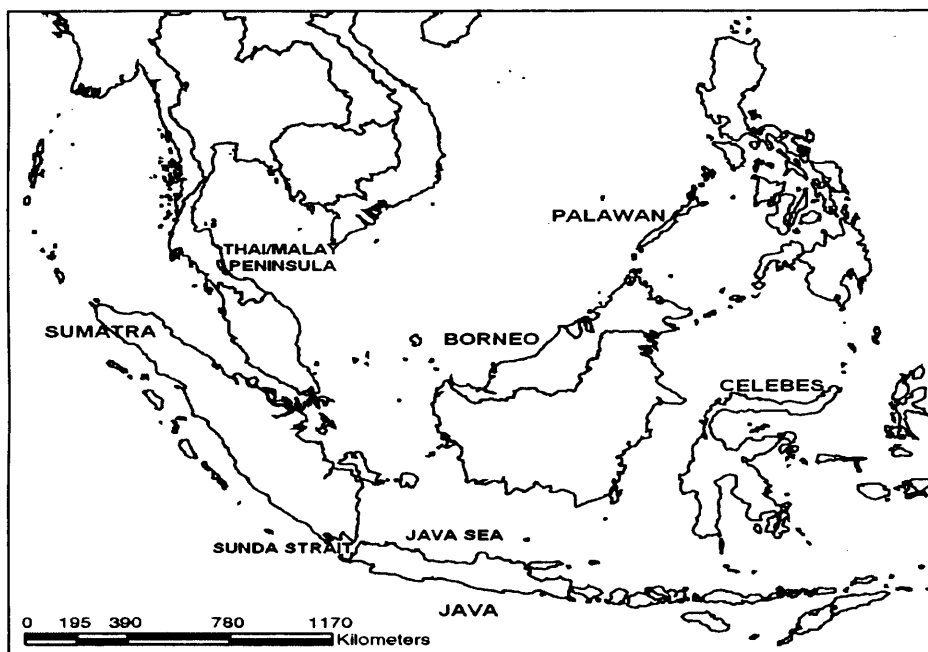 PALAWAN
THAI/MALAY
PENINSULA
SUMATRA
BORNEO
CELEBES
JAVA SEA
SUNDA STRAIT
JAVA
0 195 390 780 1170
Kilometers